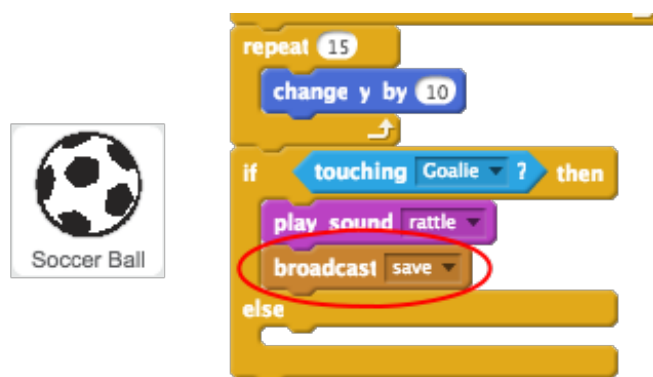 repeat 15
change y by 10
if touching Goalie ? then
play sound rattle
broadcast save
else
Soccer Ball